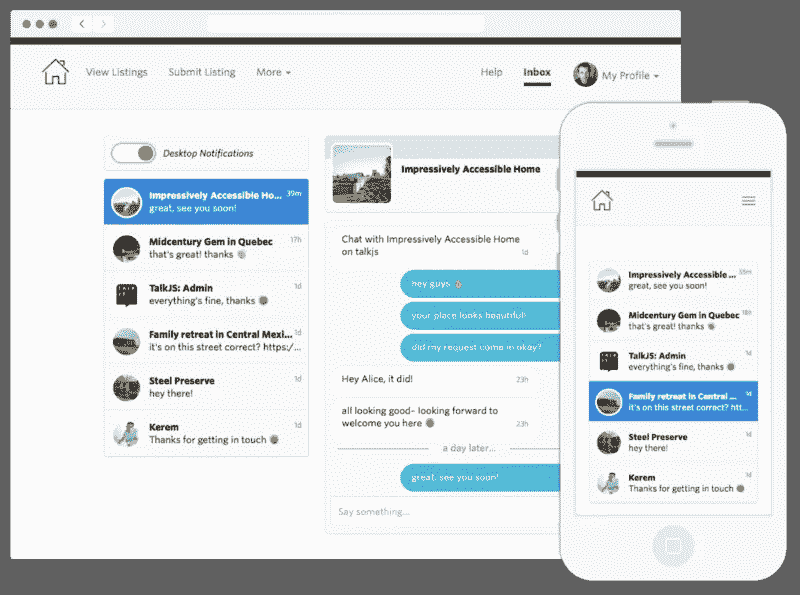 View Listings
Submit Listing
More
Help
Inbox
My Profile
Desktop Notifications
Impressively Accessible Ho... 39m
great, see you soon!
Midcentury Gem in Quebec 17h
that's great! thanks
TalkJS: Admin 1d
everything's fine, thanks
Family retreat in Central Mexi... 1d
it's on this street correct? https:/...
Steel Preserve 1d
hey there!
Kerem 1d
Thanks for getting in touch
Impressively Accessible Home
Chat with Impressively Accessible Home
on talkjs 1d
hey guys
your place looks beautiful!
did my request come in okay?
Hey Alice, it did! 23h
all looking good- looking forward to
welcome you here 23h
a day later...
great, see you soon!
Say something...
Impressively Accessible ...
great, see you soon!
Midcentury Gem in Quebec
that's great! thanks
TalkJS: Admin 1d
everything's fine, thanks
Family retreat in Central ... 1d
it's on this street correct? htt...
Steel Preserve 1d
hey there!
Kerem 1d
Thanks for getting in touch